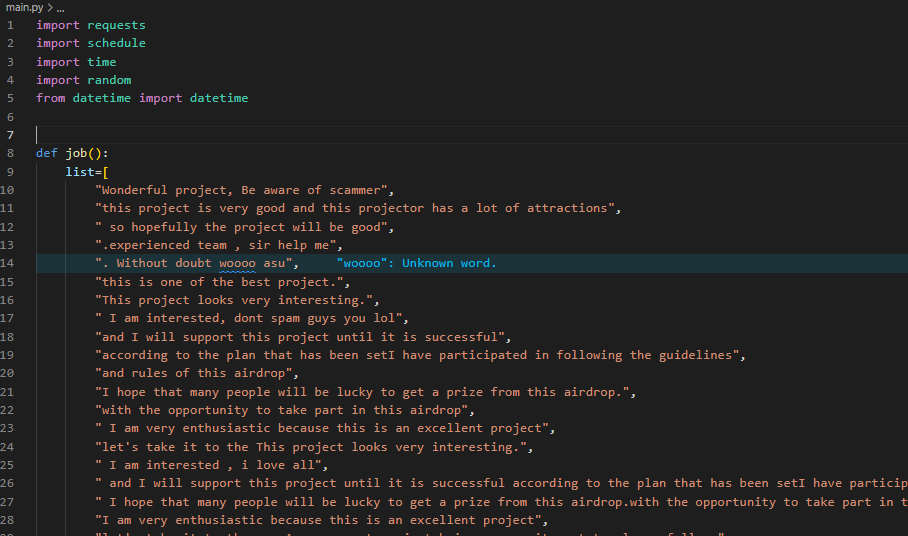 main.py > ...
1 import requests
2 import schedule
3 import time
4 import random
5 from datetime import datetime
6
7
8 def job():
9 list=[
10 "Wonderful project, Be aware of scammer",
11 "this project is very good and this projector has a lot of attractions",
12 " so hopefully the project will be good",
13 ".experienced team , sir help me",
14 ". Without doubt woooo asu", "woooo": Unknown word.
15 "this is one of the best project.",
16 "This project looks very interesting.",
17 " I am interested, dont spam guys you lol",
18 "and I will support this project until it is successful",
19 "according to the plan that has been setI have participated in following the guidelines",
20 "and rules of this airdrop",
21 "I hope that many people will be lucky to get a prize from this airdrop.",
22 "with the opportunity to take part in this airdrop",
23 " I am very enthusiastic because this is an excellent project",
24 "let's take it to the This project looks very interesting.",
25 " I am interested , i love all",
26 " and I will support this project until it is successful according to the plan that has been setI have particip
27 " I hope that many people will be lucky to get a prize from this airdrop.with the opportunity to take part in t
28 "I am very enthusiastic because this is an excellent project",